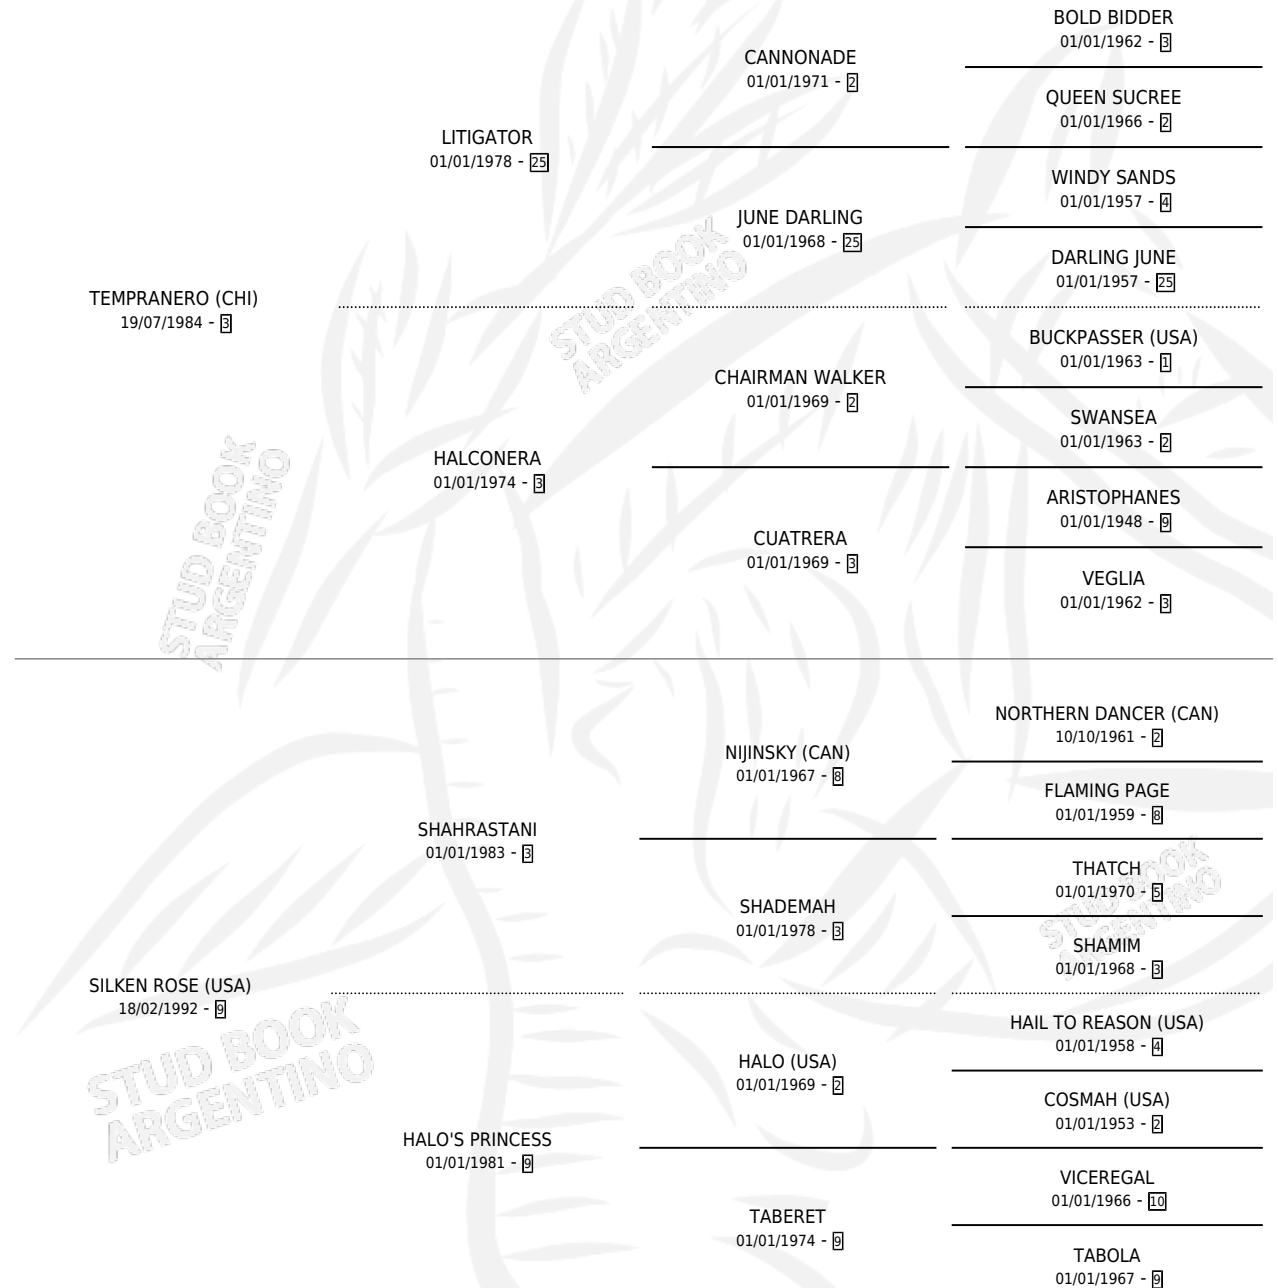 BOLD BIDDER
01/01/1962 - 3
CANNONADE
01/01/1971 - 2
QUEEN SUCREE
01/01/1966 - 2
LITIGATOR
01/01/1978 - 25
WINDY SANDS
01/01/1957 - 4
JUNE DARLING
01/01/1968 - 25
DARLING JUNE
01/01/1957 - 25
TEMPRANERO (CHI)
19/07/1984 - 3
BUCKPASSER (USA)
01/01/1963 - 1
CHAIRMAN WALKER
01/01/1969 - 2
SWANSEA
01/01/1963 - 2
HALCONERA
01/01/1974 - 3
ARISTOPHANES
01/01/1948 - 9
CUATRERA
01/01/1969 - 3
VEGLIA
01/01/1962 - 3
STUD BOOK
ARGENTINO
STUD BOOK
ARGENTINO
NORTHERN DANCER (CAN)
10/10/1961 - 2
NIJINSKY (CAN)
01/01/1967 - 8
FLAMING PAGE
01/01/1959 - 8
SHAHRASTANI
01/01/1983 - 3
THATCH
01/01/1970 - 5
SHADEMAH
01/01/1978 - 3
SHAMIM
01/01/1968 - 3
STUD BOOK
ARGENTINO
SILKEN ROSE (USA)
18/02/1992 - 9
HAIL TO REASON (USA)
01/01/1958 - 4
HALO (USA)
01/01/1969 - 2
COSMAH (USA)
01/01/1953 - 2
STUD BOOK
ARGENTINO
HALO'S PRINCESS
01/01/1981 - 9
VICEREGAL
01/01/1966 - 10
TABERET
01/01/1974 - 9
TABOLA
01/01/1967 - 9